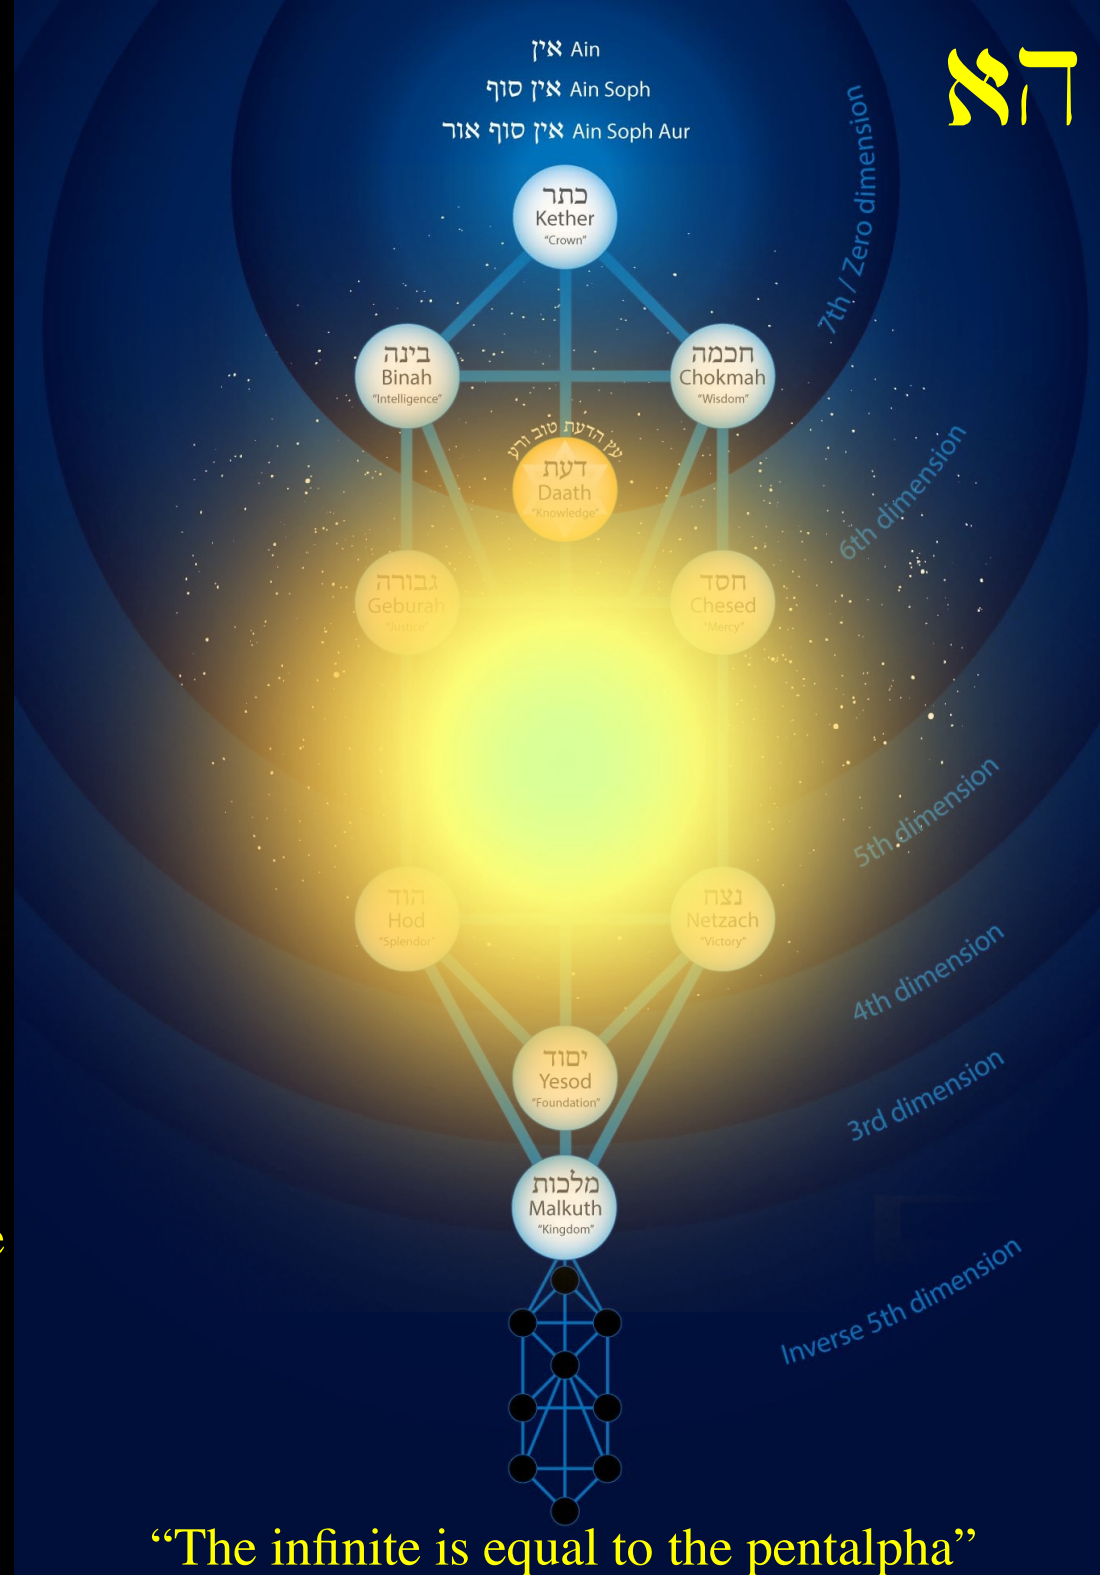 אין Ain
אין סוף Ain Soph
אין סוף אור Ain Soph Aur
הא
7th / Zero dimension
כתר
Kether
"Crown"
בינה
Binah
"Intelligence"
חכמה
Chokmah
"Wisdom"
עץ הדעת טוב ורע
דעת
Daath
"Knowledge"
6th dimension
גבורה
Geburah
"Justice"
חסד
Chesed
"Mercy"
5th dimension
הוד
Hod
"Splendor"
נצח
Netzach
"Victory"
4th dimension
יסוד
Yesod
"Foundation"
3rd dimension
מלכות
Malkuth
"Kingdom"
Inverse 5th dimension
“The infinite is equal to the pentalpha”